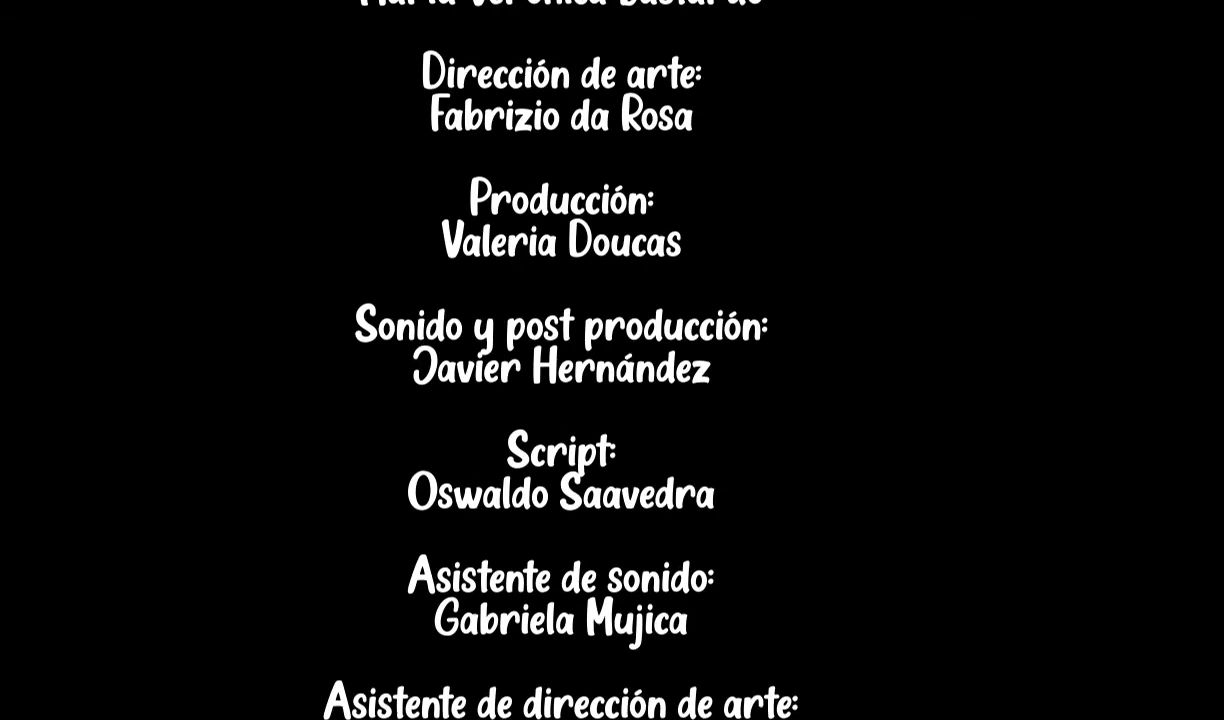 Dirección de arte:
Fabrizio da Rosa
Producción:
Valeria Doucas
Sonido y post producción:
Javier Hernández
Script:
Oswaldo Saavedra
Asistente de sonido:
Gabriela Mujica
Asistente de dirección de arte: